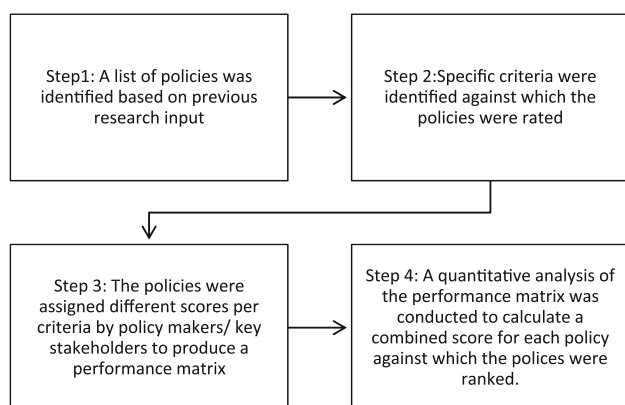 Step1: A list of policies was
identified based on previous
research input
Step 2:Specific criteria were
identified against which the
policies were rated
Step 3: The policies were
assigned different scores per
criteria by policy makers/ key
stakeholders to produce a
performance matrix
Step 4: A quantitative analysis of
the performance matrix was
conducted to calculate a
combined score for each policy
against which the polices were
ranked.